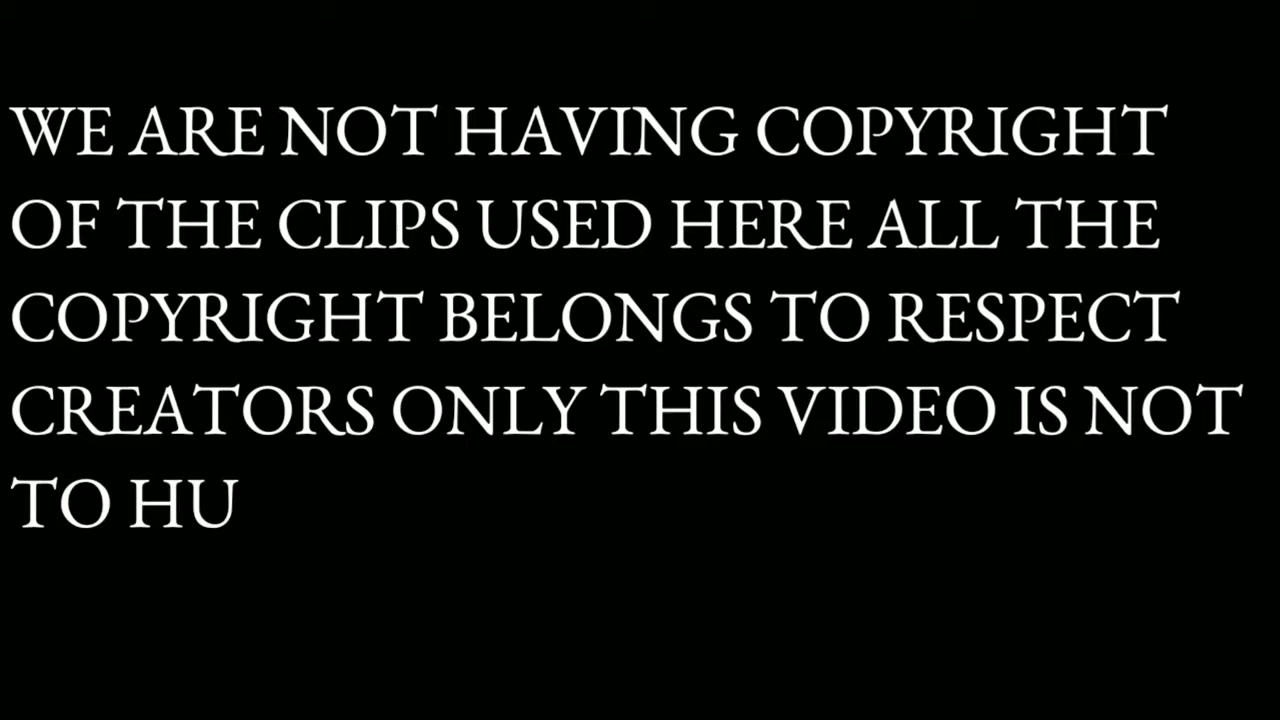 WE ARE NOT HAVING COPYRIGHT
OF THE CLIPS USED HERE ALL THE
COPYRIGHT BELONGS TO RESPECT
CREATORS ONLY THIS VIDEO IS NOT
TO HU